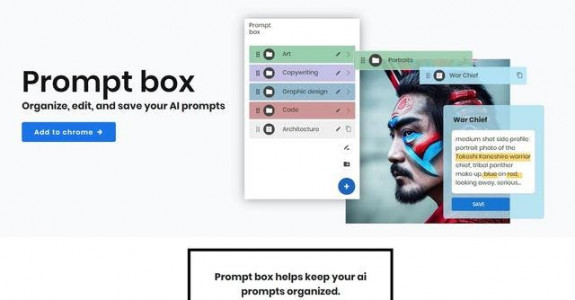 Prompt box
Organize, edit, and save your AI prompts
Add to chrome →
Prompt
box
Art
Copywriting
Graphic design
Code
Architecture
Portraits
War Chief
War Chief
medium shot side profile
portrait photo of the
Takeshi Kaneshiro warrior
chief, tribal panther
make up, blue on red,
looking away, serious...
SAVE
Prompt box helps keep your ai
prompts organized.